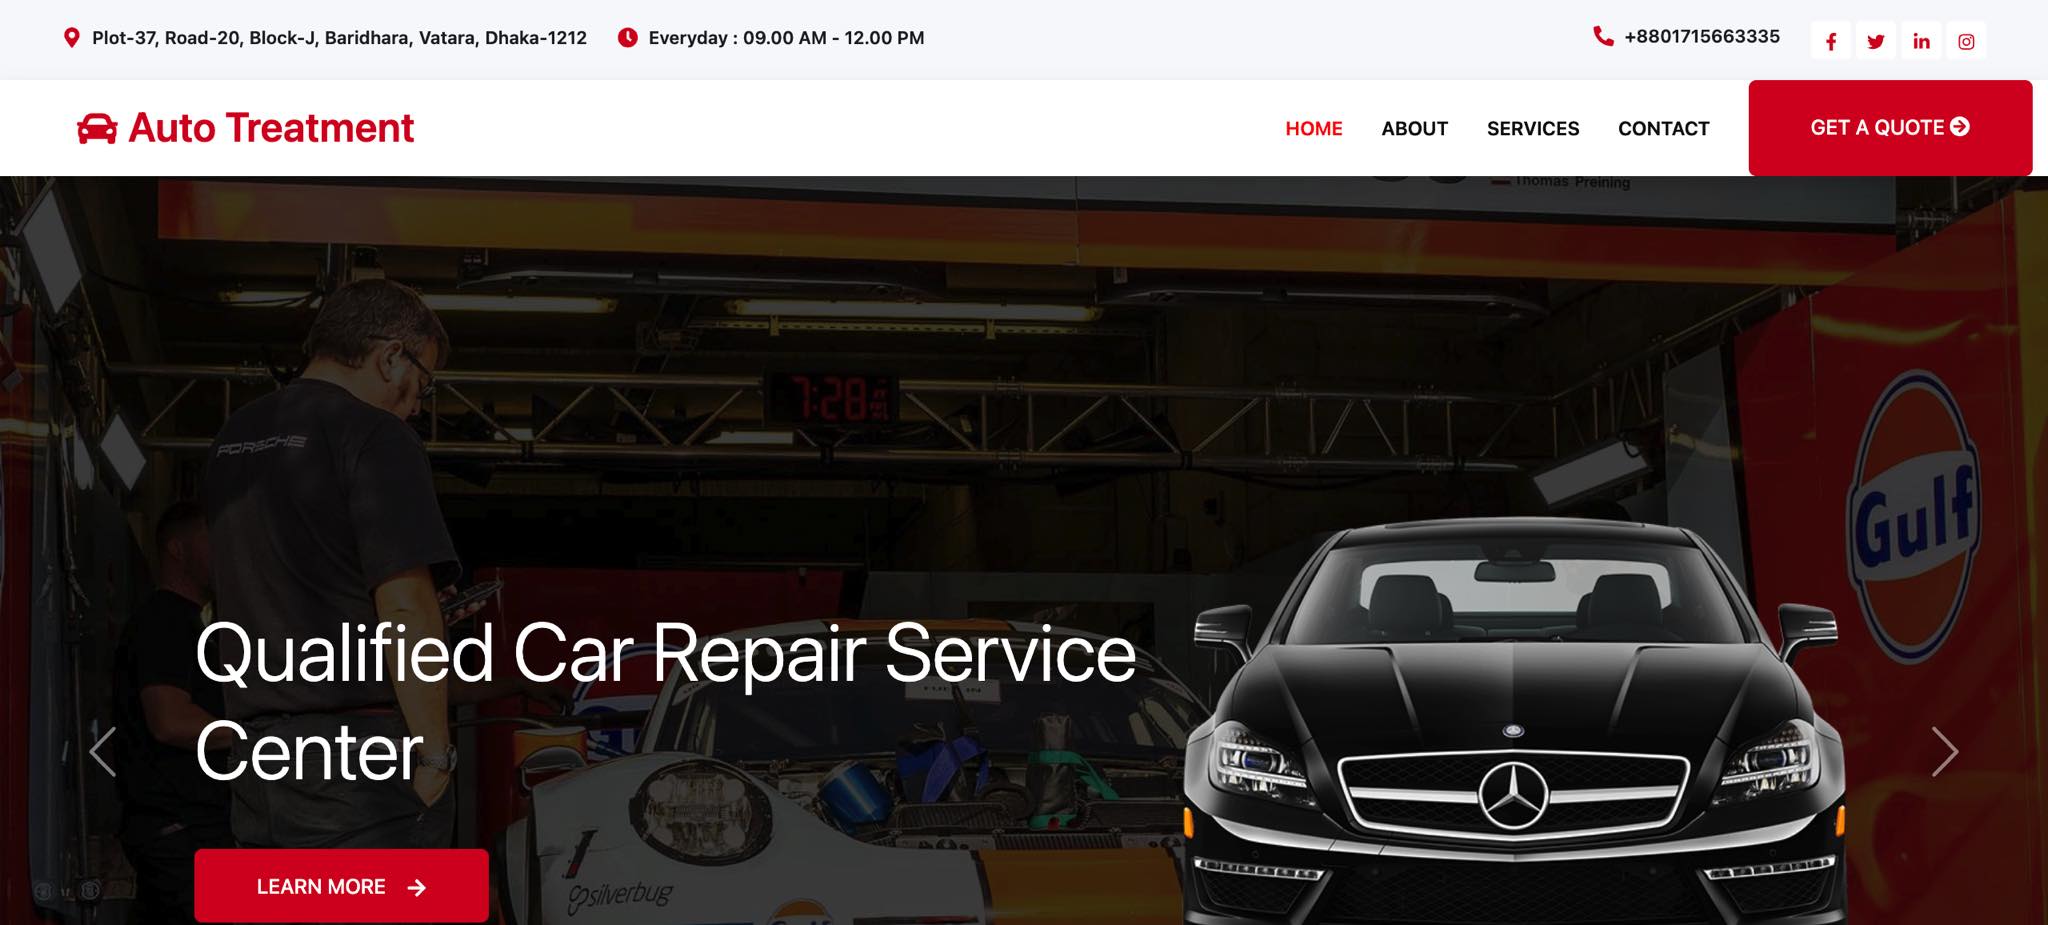 Plot-37, Road-20, Block-J, Baridhara, Vatara, Dhaka-1212
Everyday : 09.00 AM - 12.00 PM
+8801715663335
Auto Treatment
HOME
ABOUT
SERVICES
CONTACT
GET A QUOTE
Thomas Preining
7:28
PORSCHE
Gulf
Qualified Car Repair Service
Center
LEARN MORE
silverbug
Gulf